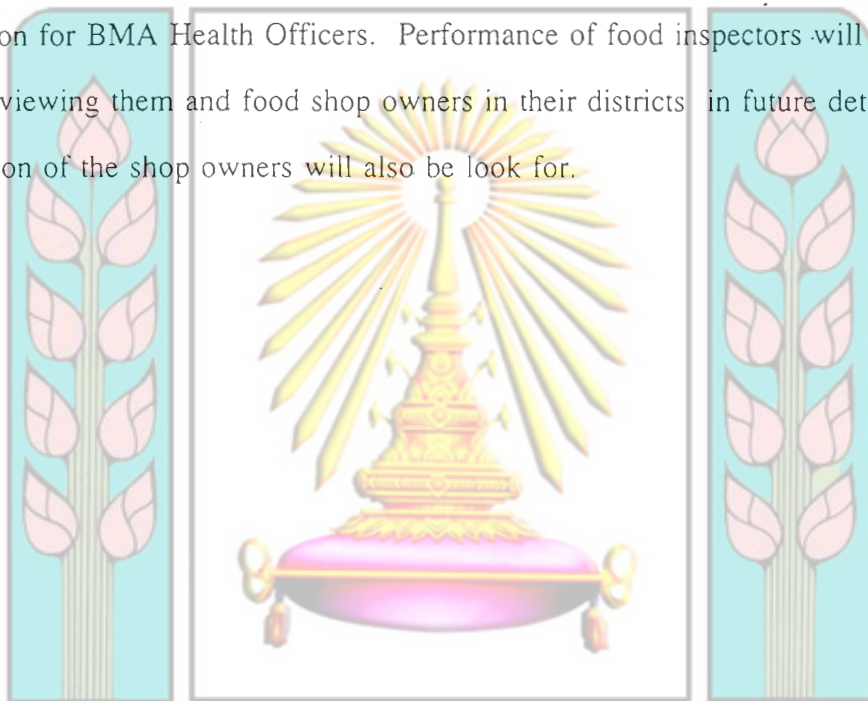 on for BMA Health Officers. Performance of food inspectors will
viewing them and food shop owners in their districts in future det
on of the shop owners will also be look for.